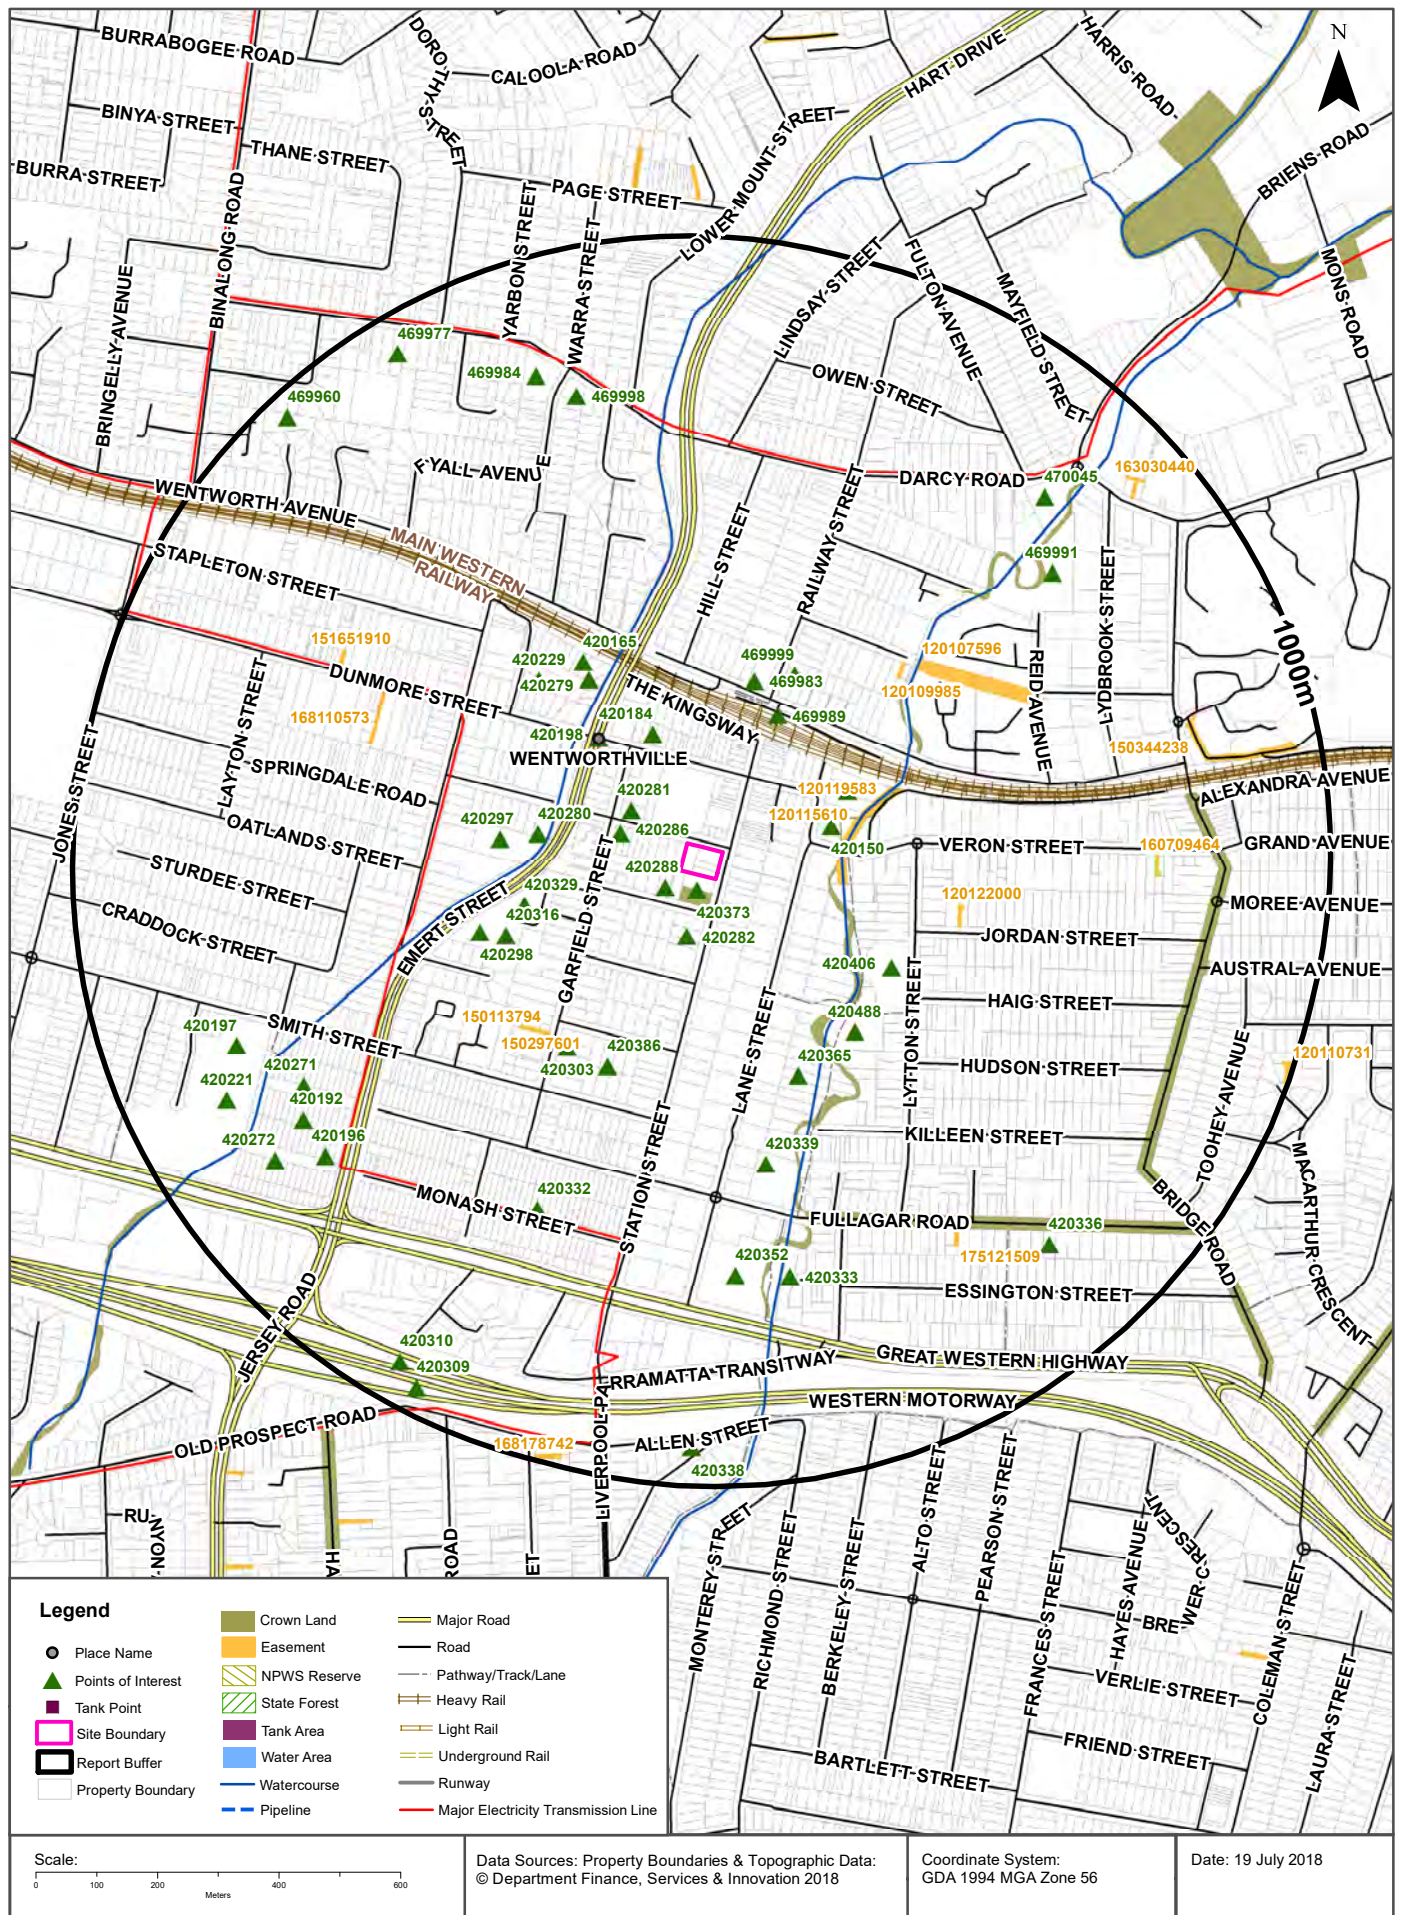 BURRABOGEE ROAD
DOROTHY STREET
CALOOLA ROAD
HART DRIVE
HARRIS ROAD
N
BINYA STREET
THANE STREET
LOWER MOUNT STREET
BRIENS ROAD
BURRA STREET
PAGE STREET
BINALONG ROAD
YARBON STREET
WARRA STREET
LINDSAY STREET
FULTON AVENUE
MAYFIELD STREET
MONS ROAD
BRINGELLY AVENUE
469977
469984
469998
469960
OWEN STREET
FYALL AVENUE
DARCY ROAD
470045
163030440
WENTWORTH AVENUE
MAIN WESTERN
RAILWAY
HILL STREET
RAILWAY STREET
469991
LYDBROOK STREET
STAPLETON STREET
1000m
151651910
420165
420229
420279
469999
469983
120107596
120109985
REID AVENUE
DUNMORE STREET
THE KINGSWAY
LAYTON STREET
168110573
420184
469989
420198
WENTWORTHVILLE
150344238
JONES STREET
SPRINGDALE ROAD
420281
120119583
ALEXANDRA AVENUE
OATLANDS STREET
420297
420280
420286
120115610
420150
VERON STREET
160709464
GRAND AVENUE
STURDEE STREET
420288
420329
120122000
MOREE AVENUE
CRADDOCK STREET
EMERT STREET
420316
GARFIELD STREET
420373
420282
JORDAN STREET
420298
420406
AUSTRAL AVENUE
LYTTON STREET
HAIG STREET
LANE STREET
150113794
420488
420197
SMITH STREET
150297601
420386
420271
420303
420365
HUDSON STREET
TOOHEY AVENUE
120110731
420221
420192
STATION STREET
420272
420196
420339
KILLEEN STREET
MACARTHUR CRESCENT
420332
MONASH STREET
FULLAGAR ROAD
420336
BRIDGE ROAD
420352
175121509
420333
ESSINGTON STREET
JERSEY ROAD
420310
420309
LIVERPOOL PARRAMATTA TRANSITWAY
GREAT WESTERN HIGHWAY
WESTERN MOTORWAY
OLD PROSPECT ROAD
168178742
ALLEN STREET
420338
RU
NYON
HA
ROAD
ET
MONTEREY STREET
RICHMOND STREET
BERKELEY STREET
ALTO STREET
PEARSON STREET
FRANCES STREET
HAYES AVENUE
BREWER CRESCENT
COLEMAN STREET
LAURA STREET
VERLIE STREET
FRIEND STREET
BARTLETT STREET
Legend
Place Name
Points of Interest
Tank Point
Site Boundary
Report Buffer
Property Boundary
Crown Land
Easement
NPWS Reserve
State Forest
Tank Area
Water Area
Watercourse
Pipeline
Major Road
Road
Pathway/Track/Lane
Heavy Rail
Light Rail
Underground Rail
Runway
Major Electricity Transmission Line
Scale:
0 100 200 400 600
Meters
Data Sources: Property Boundaries & Topographic Data:
© Department Finance, Services & Innovation 2018
Coordinate System:
GDA 1994 MGA Zone 56
Date: 19 July 2018